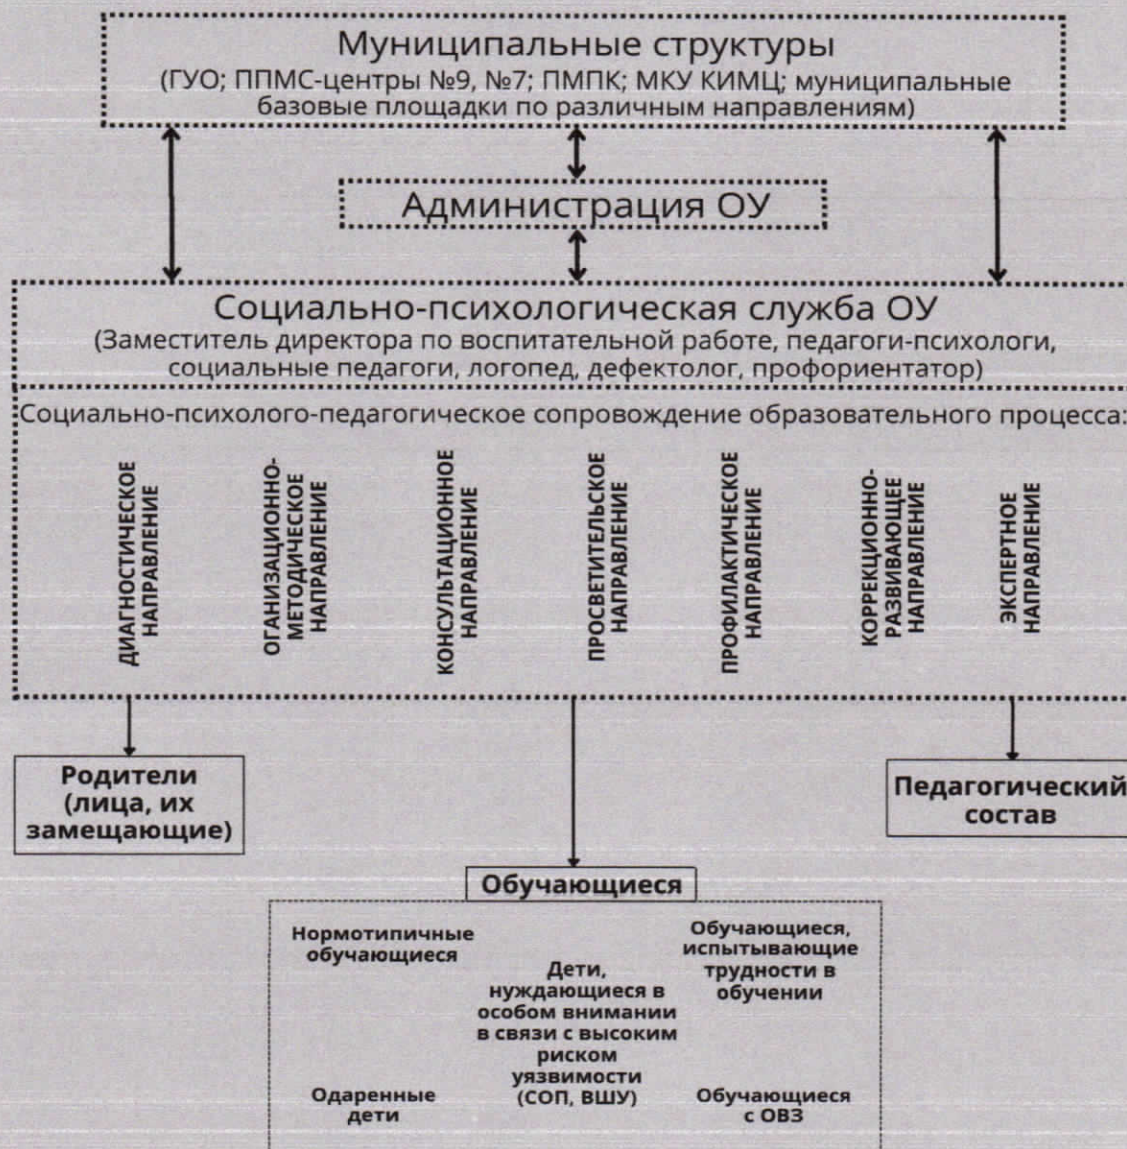 Муниципальные структуры
(ГУО; ППМС-центры №9, №7; ПМПК; МКУ КИМЦ; муниципальные
базовые площадки по различным направлениям)
Администрация ОУ
Социально-психологическая служба ОУ
(Заместитель директора по воспитательной работе, педагоги-психологи,
социальные педагоги, логопед, дефектолог, профориентатор)
Социально-психолого-педагогическое сопровождение образовательного процесса:
ДИАГНОСТИЧЕСКОЕ
НАПРАВЛЕНИЕ
ОГАНИЗАЦИОННО-
МЕТОДИЧЕСКОЕ
НАПРАВЛЕНИЕ
КОНСУЛЬТАЦИОННОЕ
НАПРАВЛЕНИЕ
ПРОСВЕТИТЕЛЬСКОЕ
НАПРАВЛЕНИЕ
ПРОФИЛАКТИЧЕСКОЕ
НАПРАВЛЕНИЕ
КОРРЕКЦИОННО-
РАЗВИВАЮЩЕЕ
НАПРАВЛЕНИЕ
ЭКСПЕРТНОЕ
НАПРАВЛЕНИЕ
Родители
(лица, их
замещающие)
Педагогический
состав
Обучающиеся
Нормотипичные
обучающиеся
Дети,
нуждающиеся в
особом внимании
в связи с высоким
риском
уязвимости
(СОП, ВШУ)
Обучающиеся,
испытывающие
трудности в
обучении
Одаренные
дети
Обучающиеся
с ОВЗ